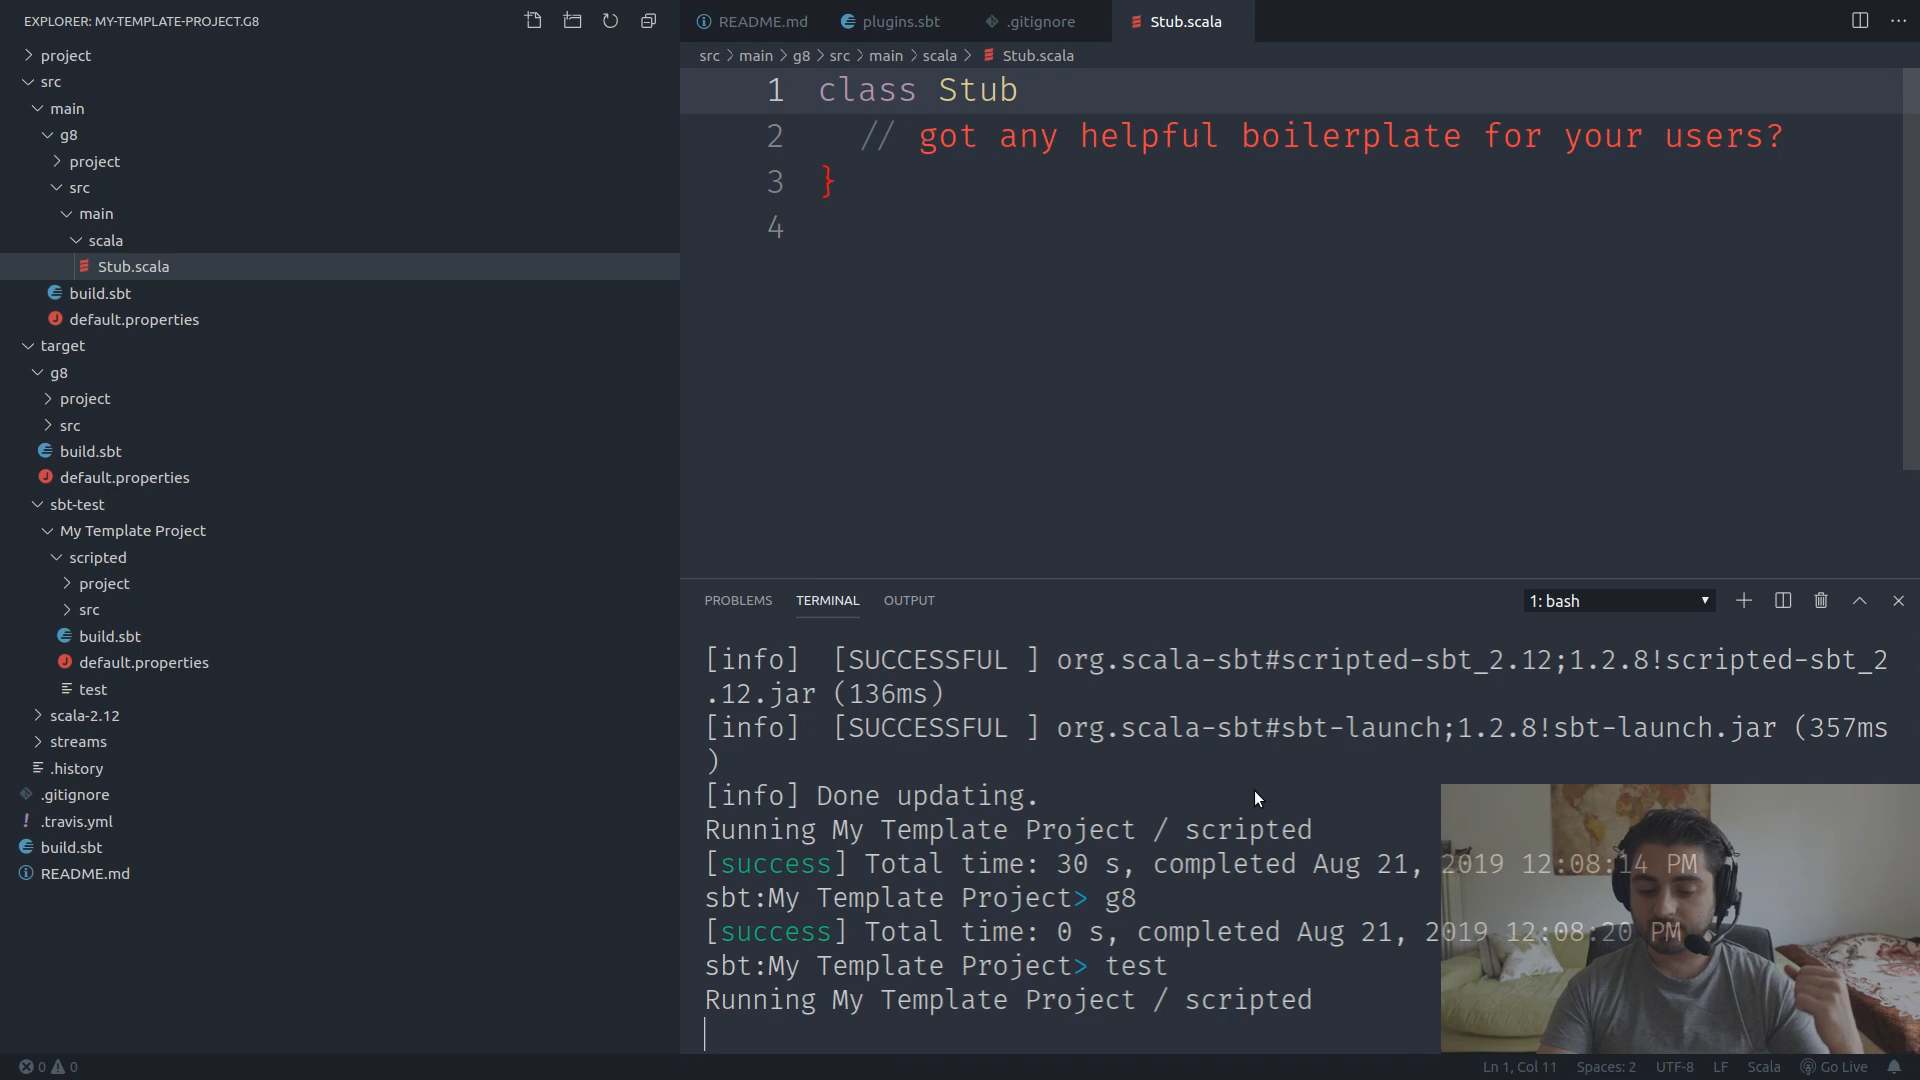 EXPLORER: MY-TEMPLATE-PROJECT.G8
project
src
main
g8
project
src
main
scala
Stub.scala
build.sbt
default.properties
target
g8
project
src
build.sbt
default.properties
sbt-test
My Template Project
scripted
project
src
build.sbt
default.properties
test
scala-2.12
streams
.history
.gitignore
.travis.yml
build.sbt
README.md
README.md plugins.sbt .gitignore Stub.scala
src > main > g8 > src > main > scala > Stub.scala
1 class Stub
2 // got any helpful boilerplate for your users?
3 }
4
PROBLEMS TERMINAL OUTPUT 1: bash
[info] [SUCCESSFUL ] org.scala-sbt#scripted-sbt_2.12;1.2.8!scripted-sbt_2
.12.jar (136ms)
[info] [SUCCESSFUL ] org.scala-sbt#sbt-launch;1.2.8!sbt-launch.jar (357ms
)
[info] Done updating.
Running My Template Project / scripted
[success] Total time: 30 s, completed Aug 21, 2019 12:08:14 PM
sbt:My Template Project> g8
[success] Total time: 0 s, completed Aug 21, 2019 12:08:20 PM
sbt:My Template Project> test
Running My Template Project / scripted
0 0 Ln 1, Col 11 Spaces: 2 UTF-8 LF Scala Go Live